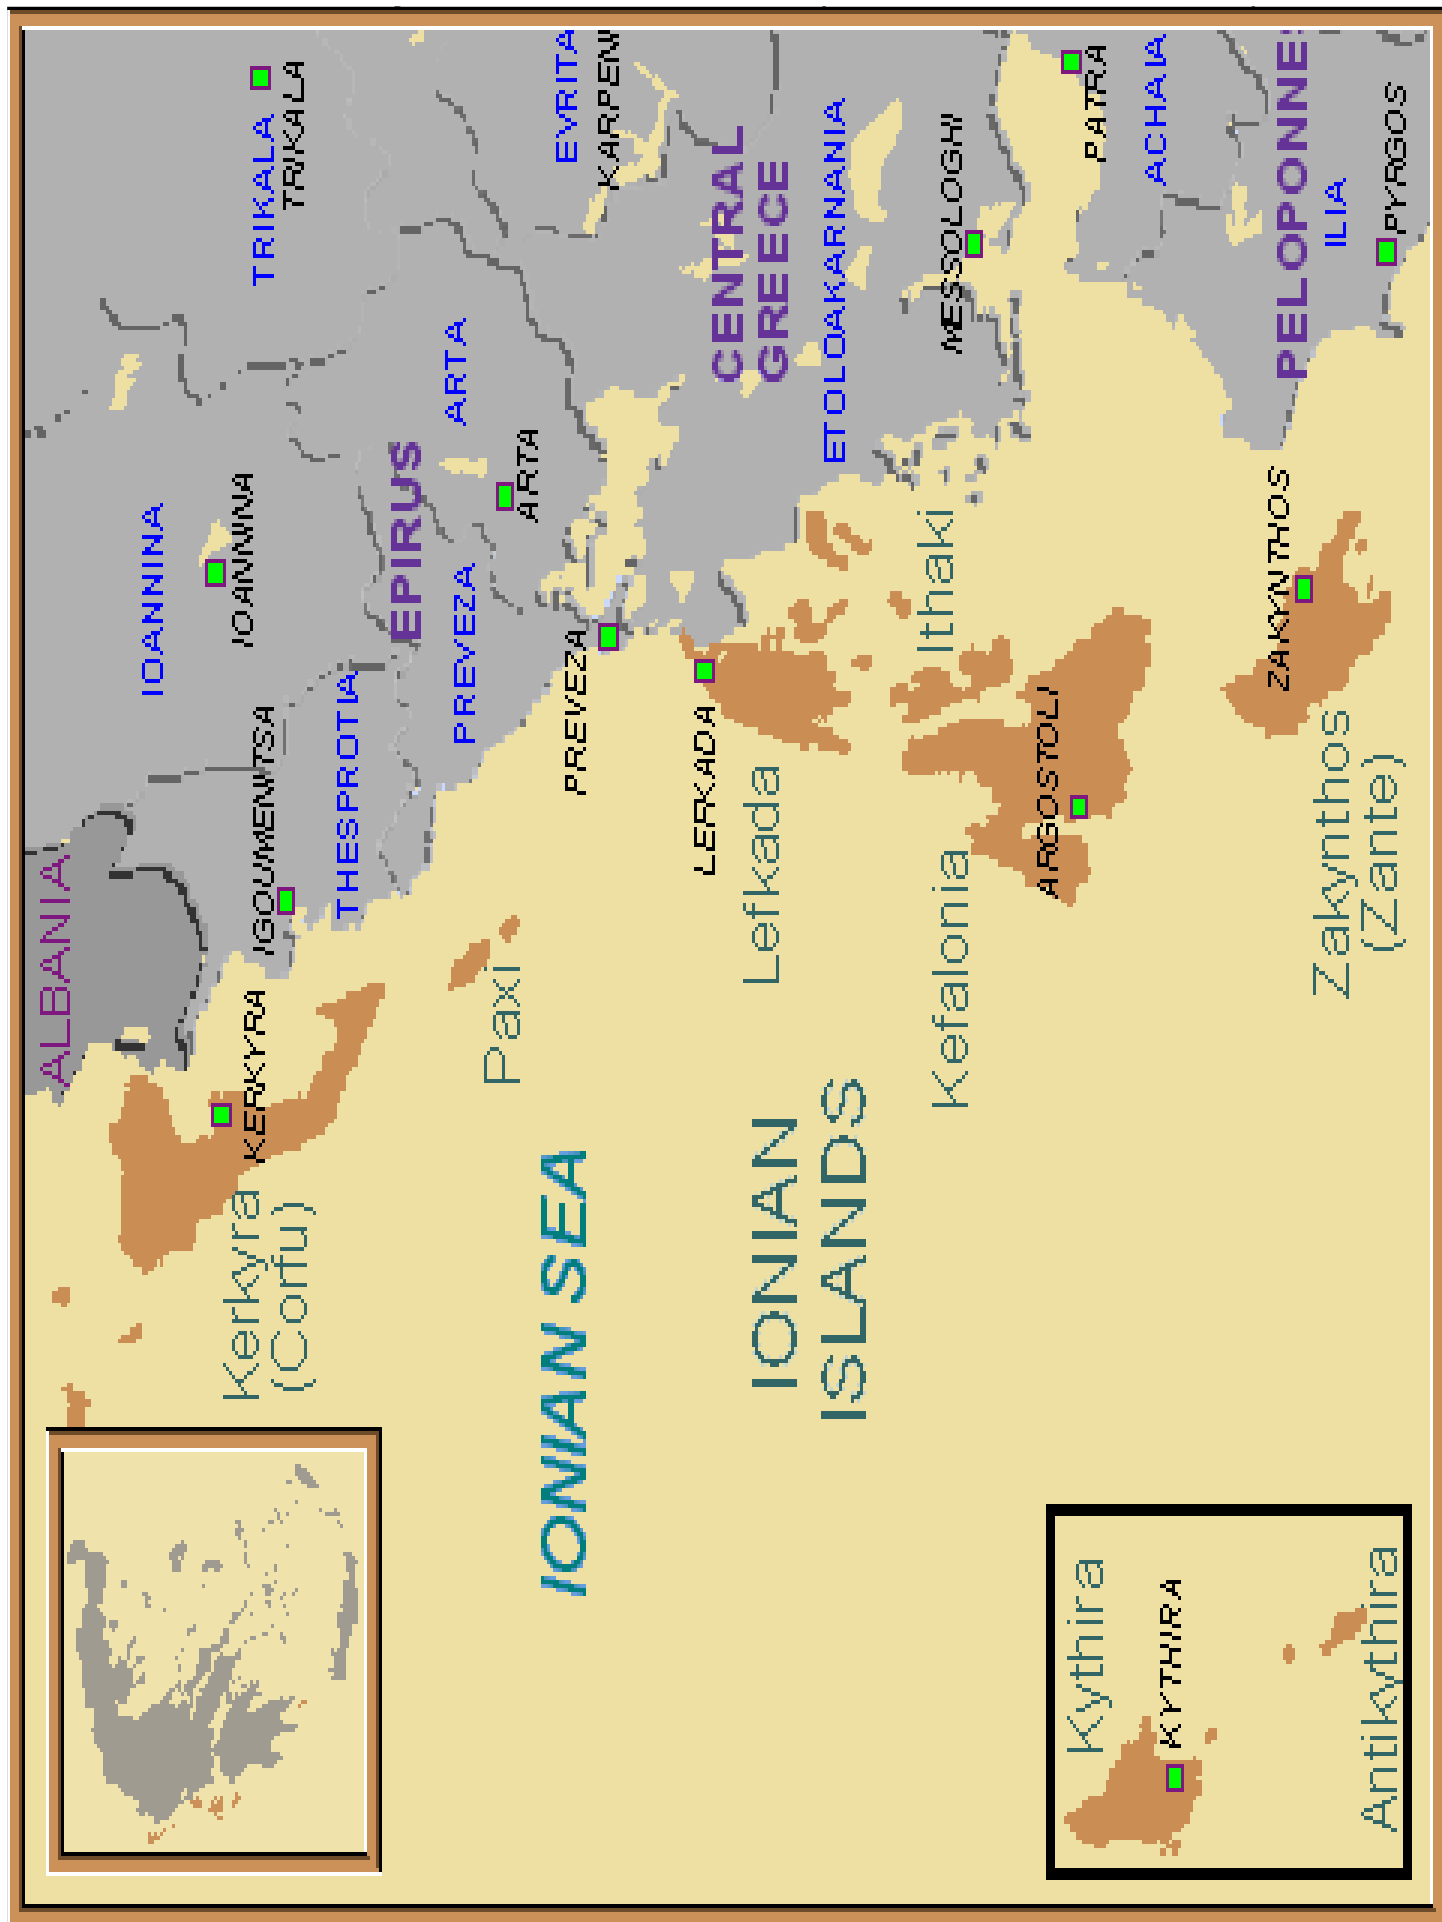 ALBANIA
IOANNINA
IOANNINA
TRIKALA
TRIKALA
IGOUMENITSA
THESPROTIA
EPIRUS
ARTA
ARTA
PREVEZA
PREVEZA
EVRITA
KARPENI
CENTRAL
GREECE
ETOLOAKARNANIA
MESSOLOGHI
PATRA
ACHAIA
PELOPONNES
ILIA
PYRGOS
KERKYRA
Kerkyra
(Corfu)
Paxi
LEFKADA
Lefkada
Ithaki
ARGOSTOLI
Kefalonia
ZAKYNTHOS
Zakynthos
(Zante)
IONIAN SEA
IONIAN
ISLANDS
Kythira
KYTHIRA
Antikythira